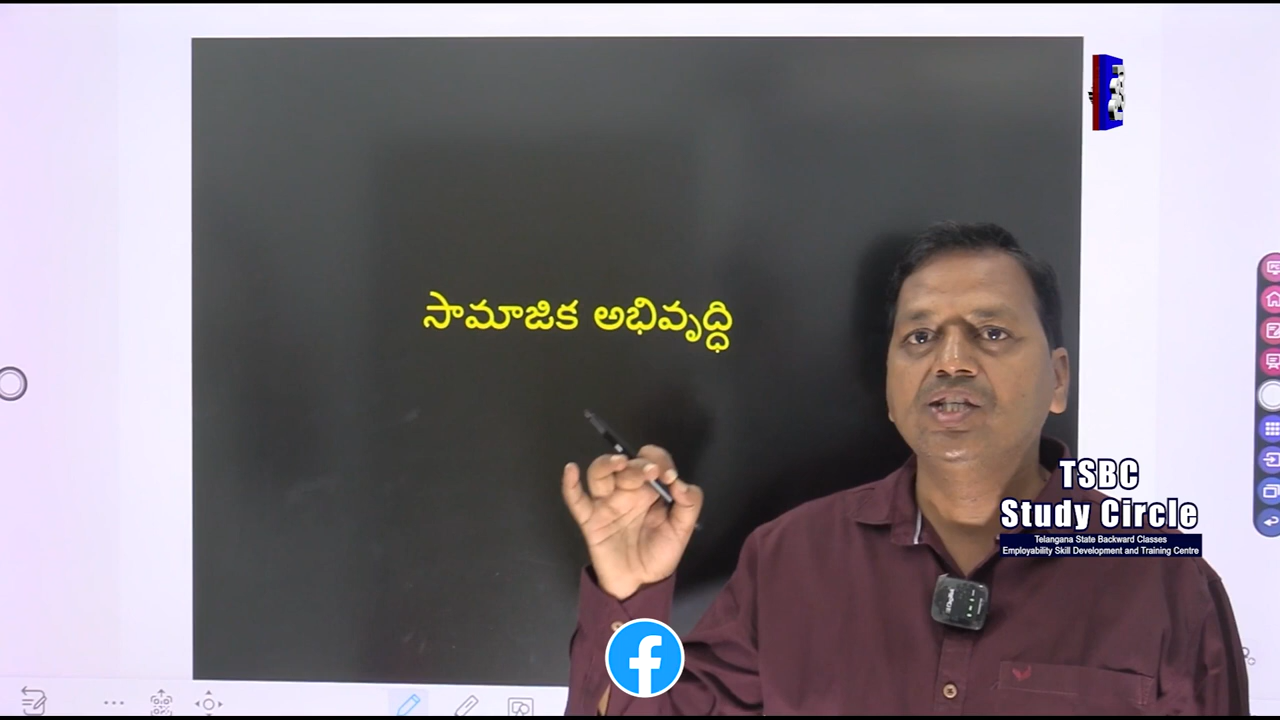 సామాజిక అభివృద్ధి
TSBC
Study Circle
Telangana State Backward Classes
Employability Skill Development and Training Centre